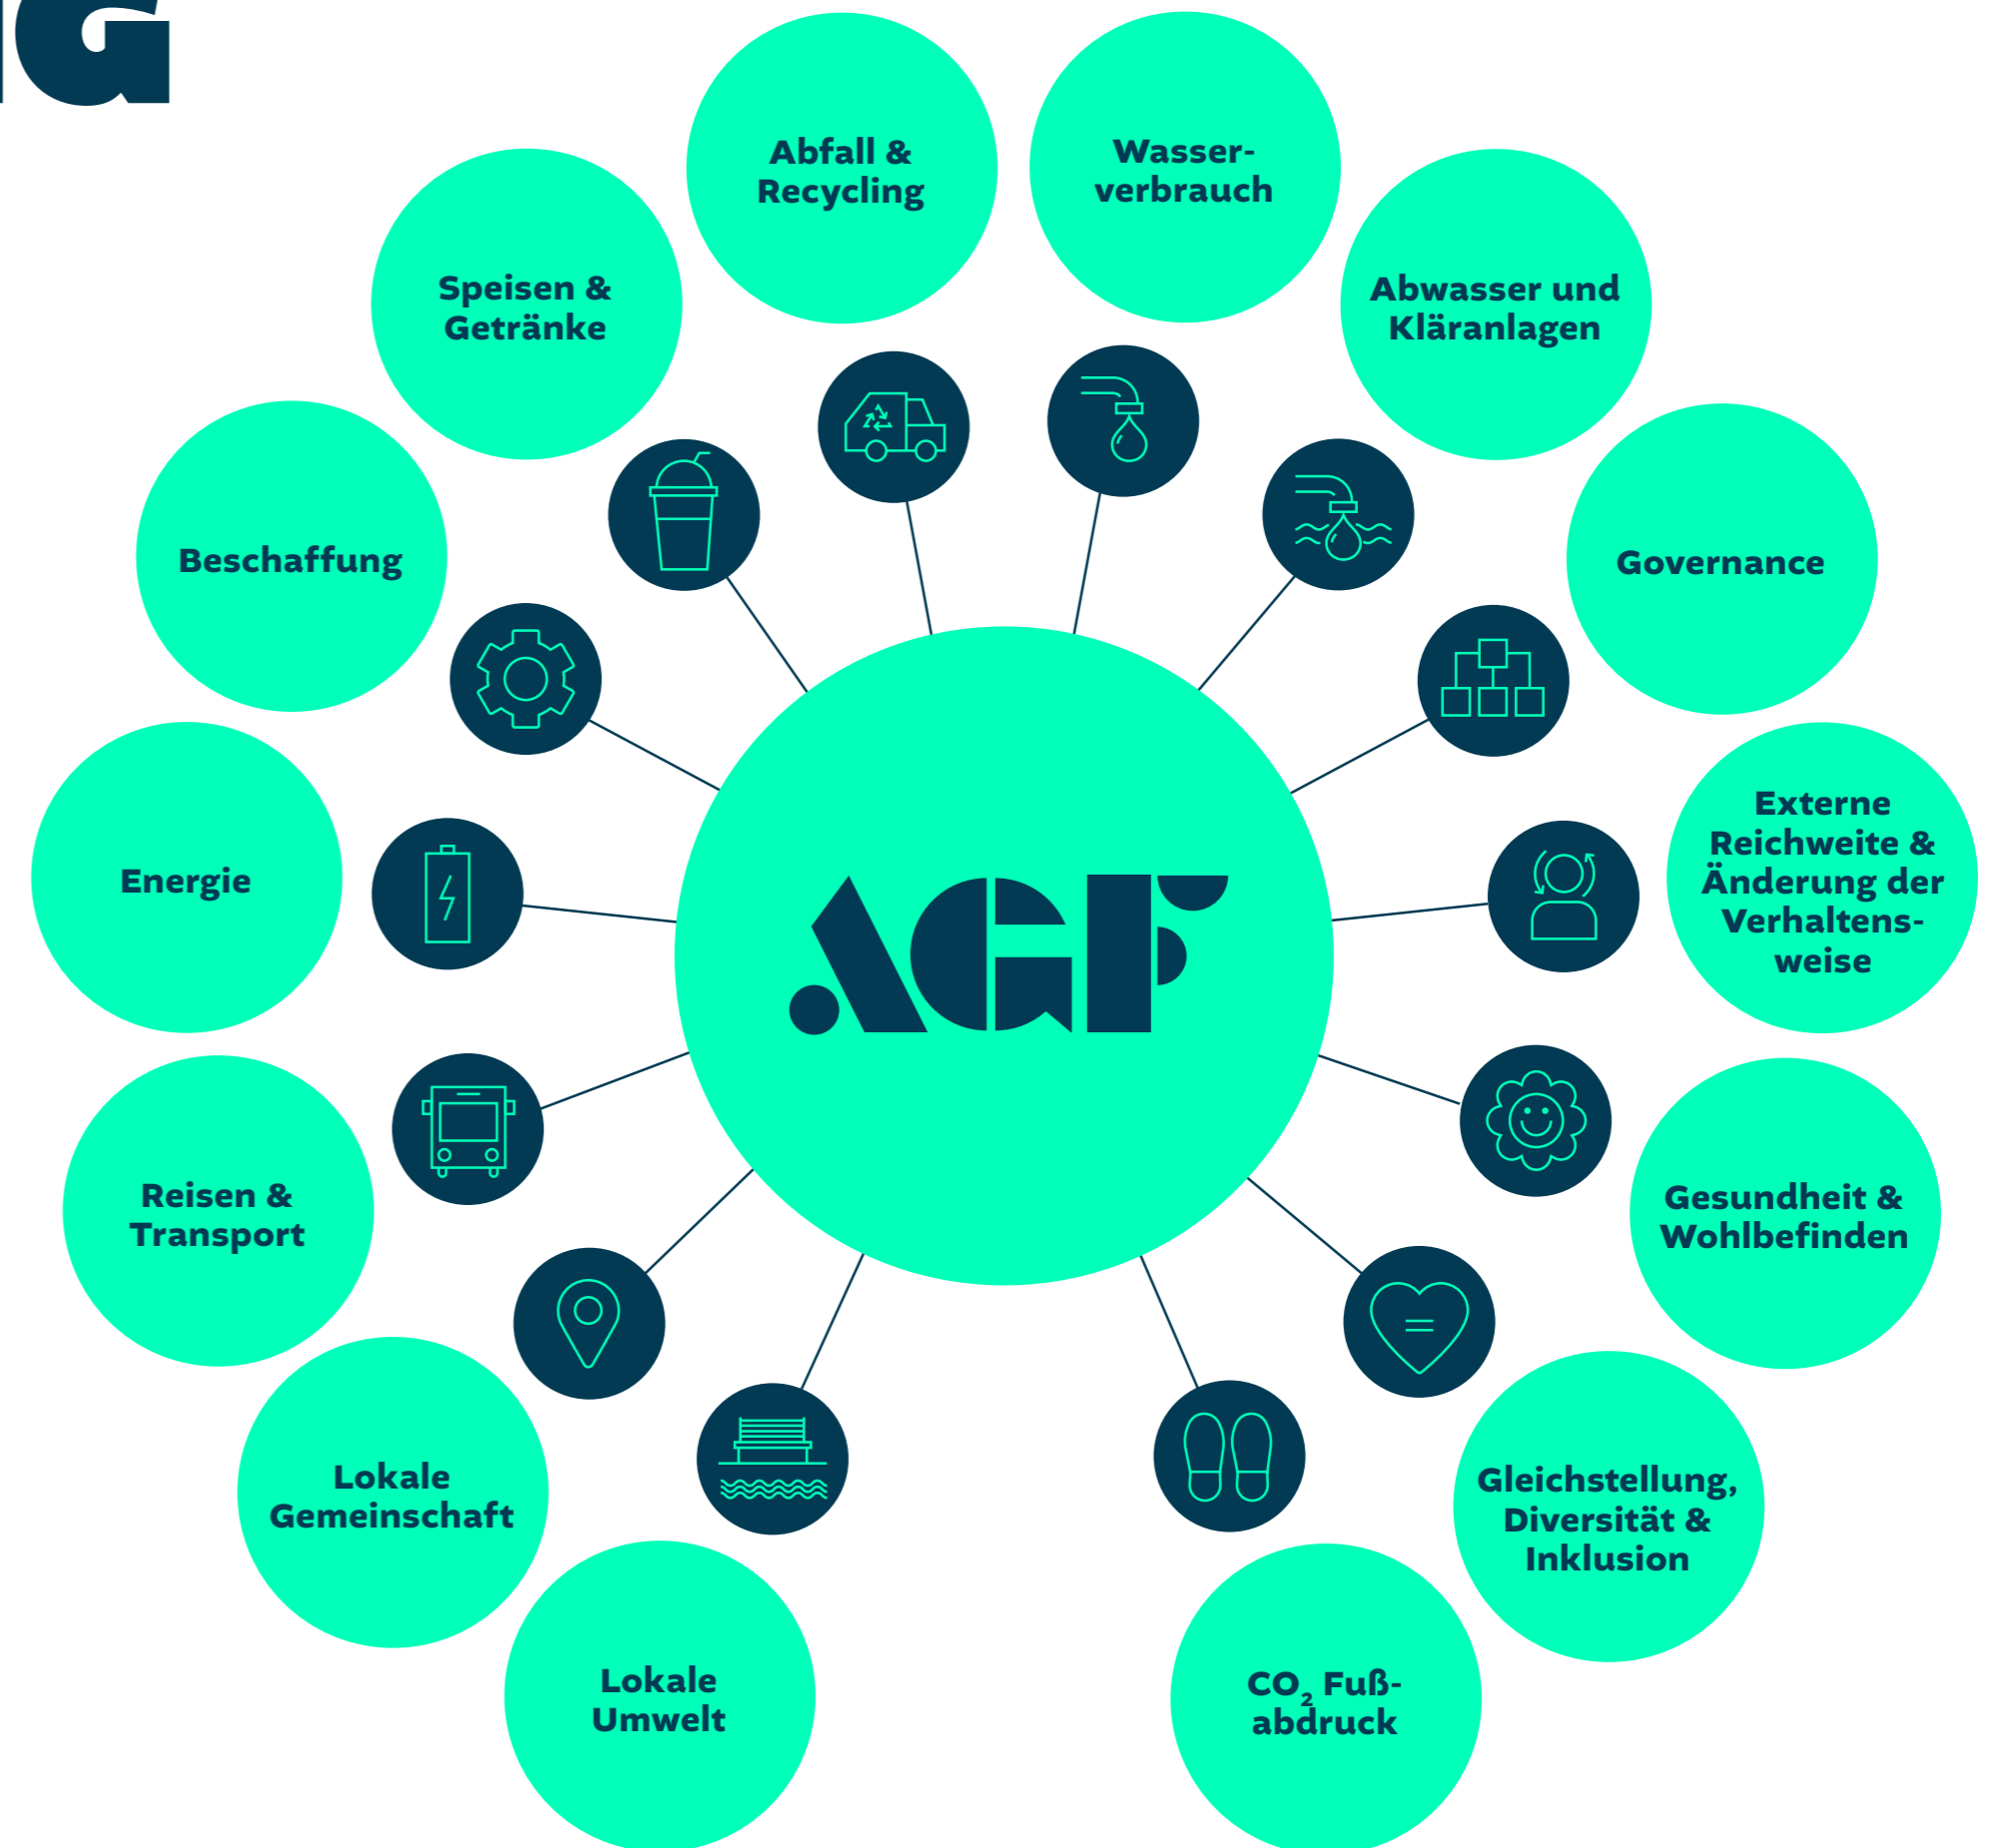 G
Abfall &
Recycling
Wasser-
verbrauch
Speisen &
Getränke
Abwasser und
Kläranlagen
Beschaffung
Governance
Energie
Externe
Reichweite &
Änderung der
Verhaltens-
weise
AGF
Reisen &
Transport
Gesundheit &
Wohlbefinden
Lokale
Gemeinschaft
Gleichstellung,
Diversität &
Inklusion
Lokale
Umwelt
CO₂ Fuß-
abdruck